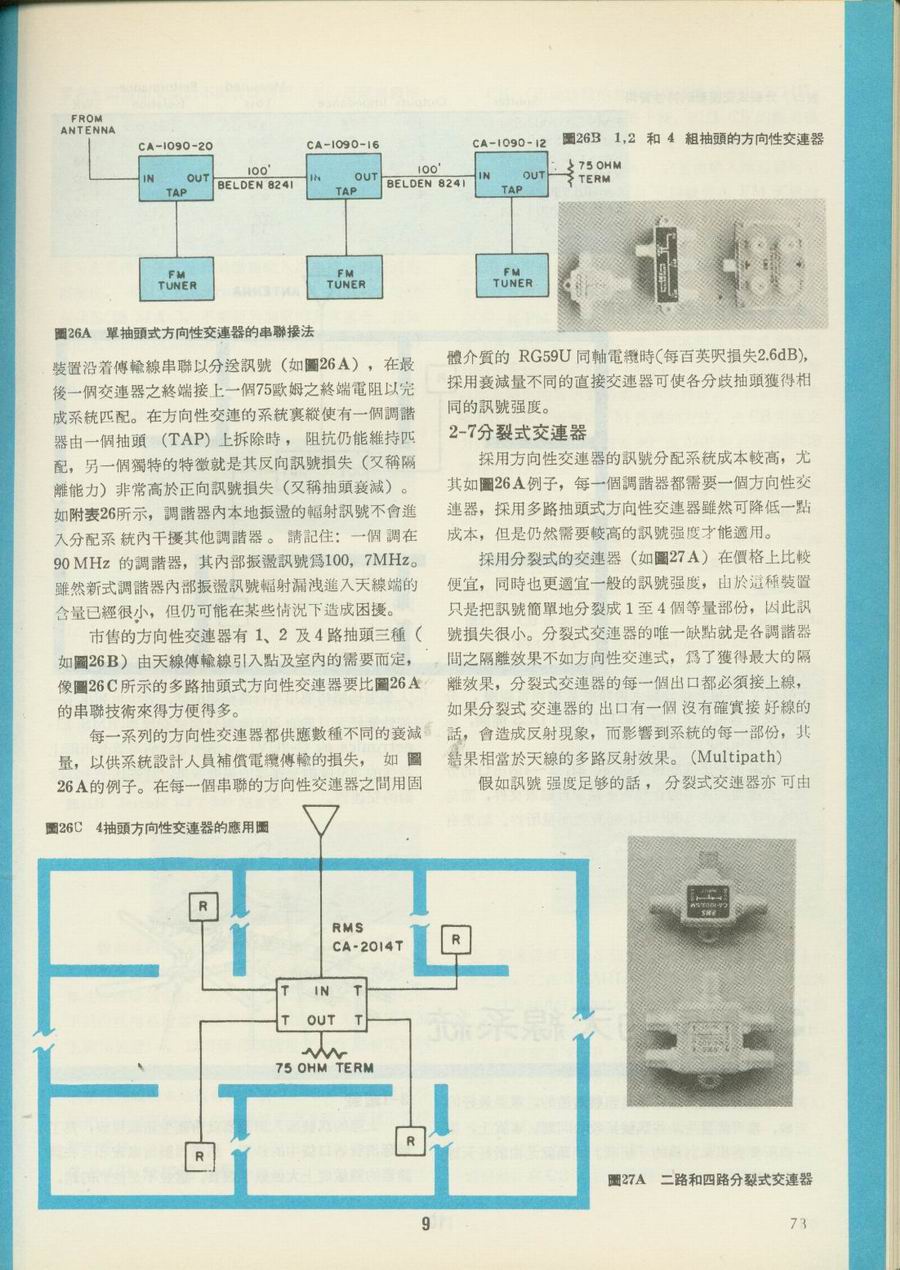 FROM
ANTENNA
CA-1090-20
CA-1090-16
CA-1090-12
IN
OUT
TAP
100'
BELDEN 8241
IN
OUT
TAP
100'
BELDEN 8241
IN
OUT
TAP
75 OHM
TERM
FM
TUNER
FM
TUNER
FM
TUNER
圖26B 1,2 和 4 組抽頭的方向性交連器
圖26A 單抽頭式方向性交連器的串聯接法
裝置沿着傳輸線串聯以分送訊號（如圖26A），在最
後一個交連器之終端接上一個75歐姆之終端電阻以完
成系統匹配。在方向性交連的系統裏縱使有一個調諧
器由一個抽頭 （TAP）上拆除時， 阻抗仍能維持匹
配，另一個獨特的特徵就是其反向訊號損失（又稱隔
離能力）非常高於正向訊號損失（又稱抽頭衰減）。
如附表26所示，調諧器內本地振盪的輻射訊號不會進
入分配系 統內干擾其他調諧器 。 請記住：一個 調在
90 MHz 的調諧器，其內部振盪訊號爲100, 7MHz。
雖然新式調諧器內部振盪訊號輻射漏洩進入天線端的
含量已經很小，但仍可能在某些情況下造成困擾。
市售的方向性交連器有 1、2 及 4 路抽頭三種（
如圖26B）由天線傳輸線引入點及室內的需要而定，
像圖26C所示的多路抽頭式方向性交連器要比圖26A
的串聯技術來得方便得多。
每一系列的方向性交連器都供應數種不同的衰減
量，以供系統設計人員補償電纜傳輸的損失， 如 圖
26A的例子。在每一個串聯的方向性交連器之間用固
體介質的 RG59U 同軸電纜時(每百英呎損失2.6dB),
採用衰減量不同的直接交連器可使各分歧抽頭獲得相
同的訊號强度。
2-7分裂式交連器
採用方向性交連器的訊號分配系統成本較高，尤
其如圖26A例子，每一個調諧器都需要一個方向性交
連器，採用多路抽頭式方向性交連器雖然可降低一點
成本，但是仍然需要較高的訊號强度才能適用。
採用分裂式的交連器（如圖27A）在價格上比較
便宜，同時也更適宜一般的訊號强度，由於這種裝置
只是把訊號簡單地分裂成 1 至 4 個等量部份，因此訊
號損失很小。分裂式交連器的唯一缺點就是各調諧器
間之隔離效果不如方向性交連式，爲了獲得最大的隔
離效果，分裂式交連器的每一個出口都必須接上線，
如果分裂式 交連器的 出口有一個 沒有確實接 好線的
話，會造成反射現象，而影響到系統的每一部份，其
結果相當於天線的多路反射效果。（Multipath）
假如訊號 强度足够的話， 分裂式交連器亦 可由
圖26C 4抽頭方向性交連器的應用圖
R
RMS
CA-2014T
R
T IN T
T OUT T
75 OHM TERM
R
R
圖27A 二路和四路分裂式交連器
9
73